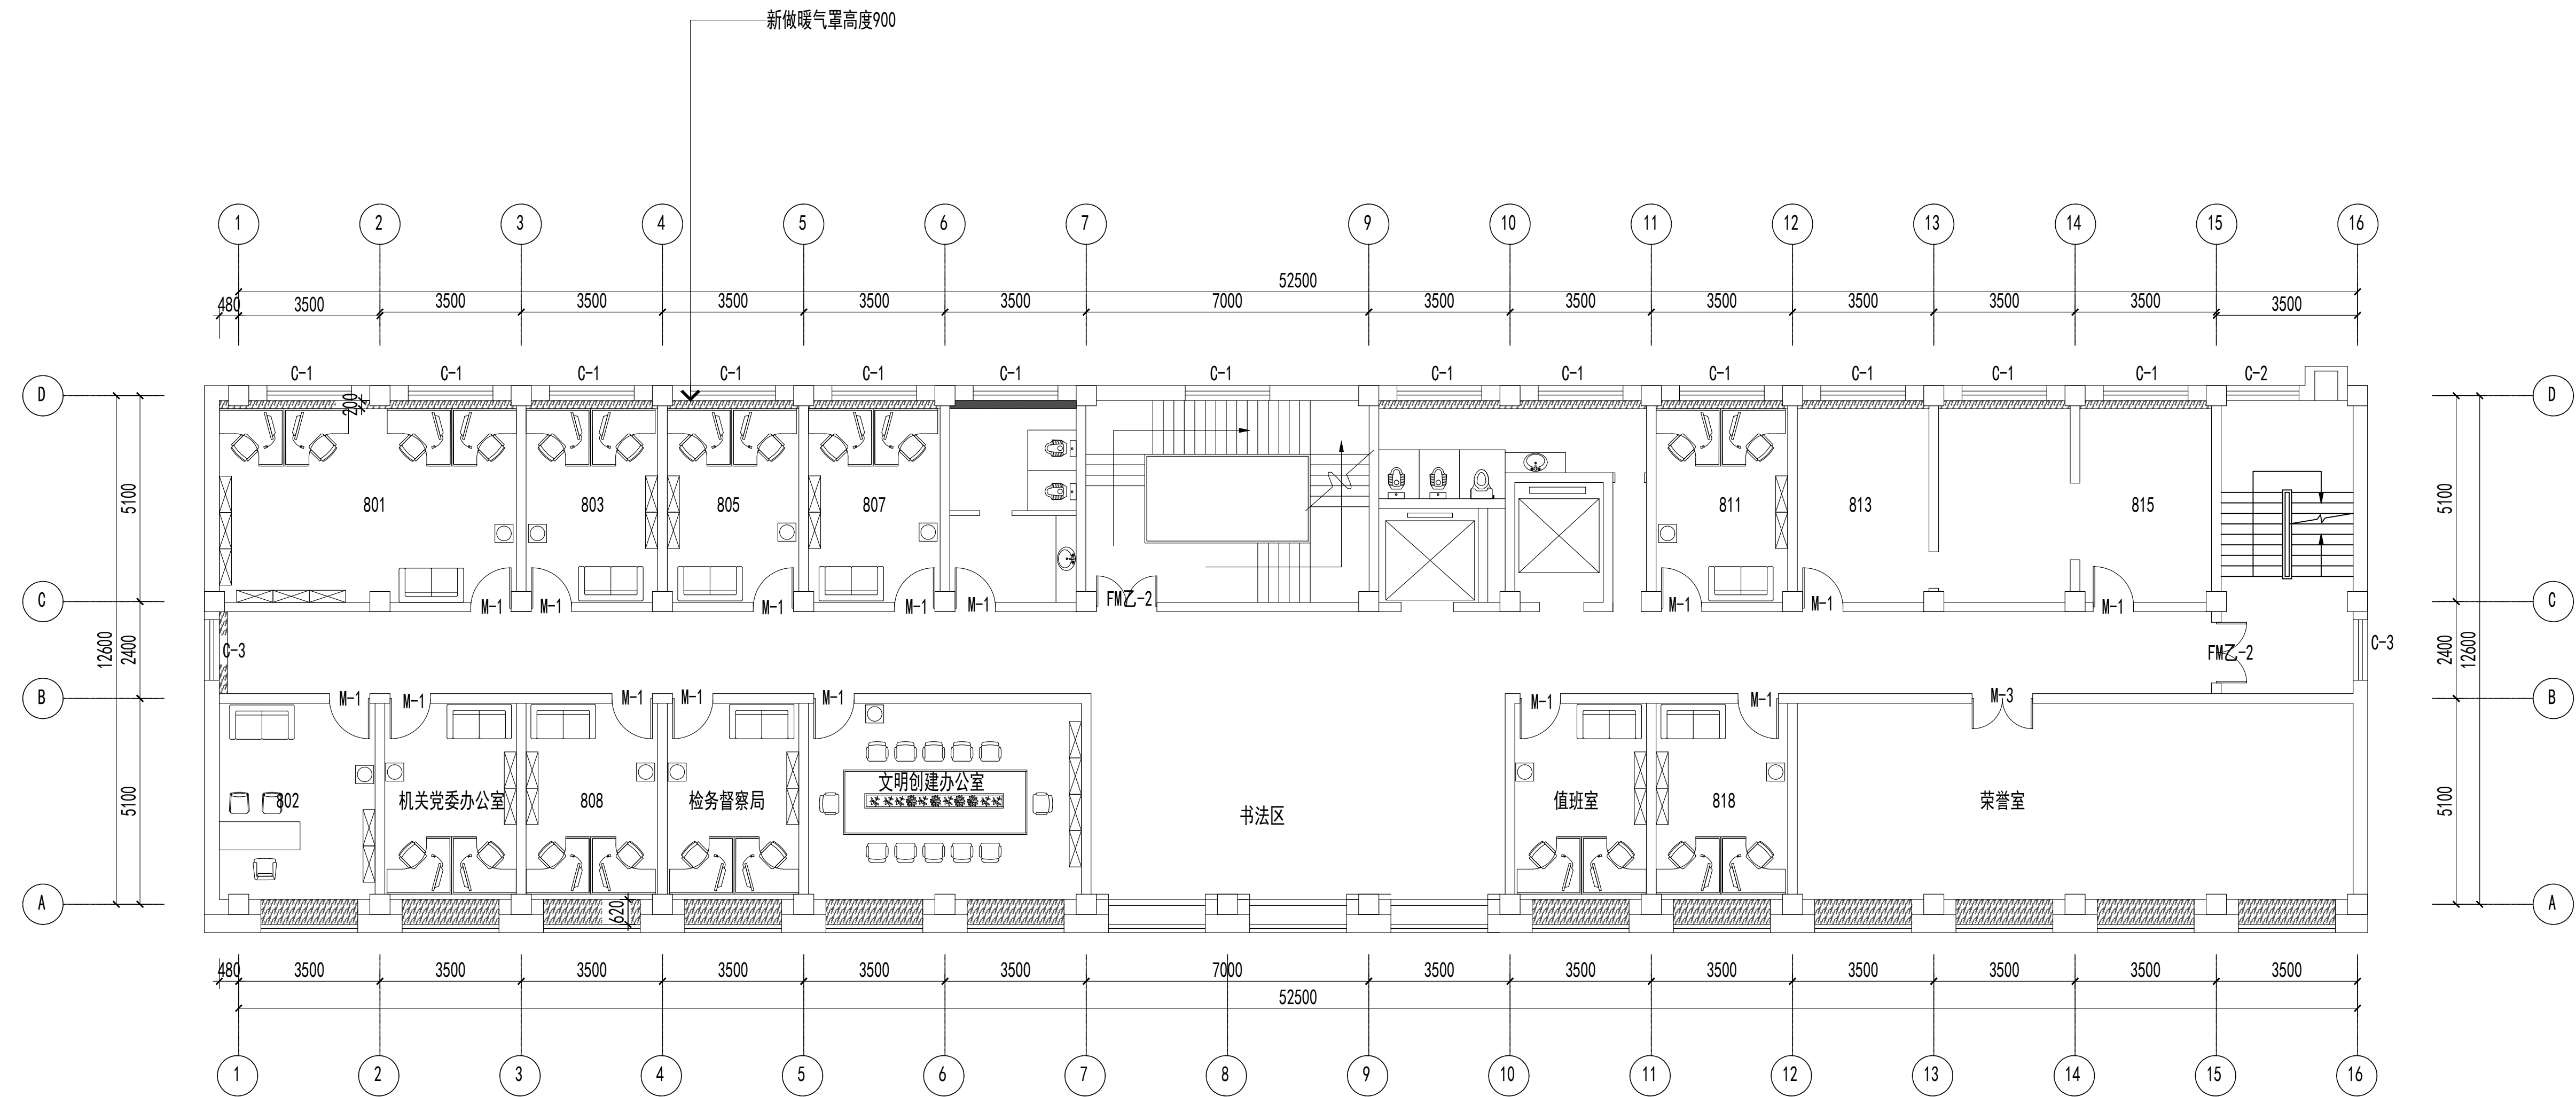 新做暖气罩高度900
1 2 3 4 5 6 7 9 10 11 12 13 14 15 16
52500
480 3500 3500 3500 3500 3500 3500 7000 3500 3500 3500 3500 3500 3500 3500
C-1 C-1 C-1 C-1 C-1 C-1 C-1 C-1 C-1 C-1 C-1 C-1 C-1 C-2
D D
200
5100 801 803 805 807 811 813 815 5100
C C
M-1 M-1 M-1 M-1 M-1 FM乙-2 M-1 M-1 M-1
12600 2400 C-3 FM乙-2 C-3 2400 12600
B B
M-1 M-1 M-1 M-1 M-1 M-1 M-1 M-3
文明创建办公室
5100 802 机关党委办公室 808 检务督察局 值班室 818 荣誉室 5100
书法区
A A
620
480 3500 3500 3500 3500 3500 3500 7000 3500 3500 3500 3500 3500 3500 3500
52500
1 2 3 4 5 6 7 8 9 10 11 12 13 14 15 16